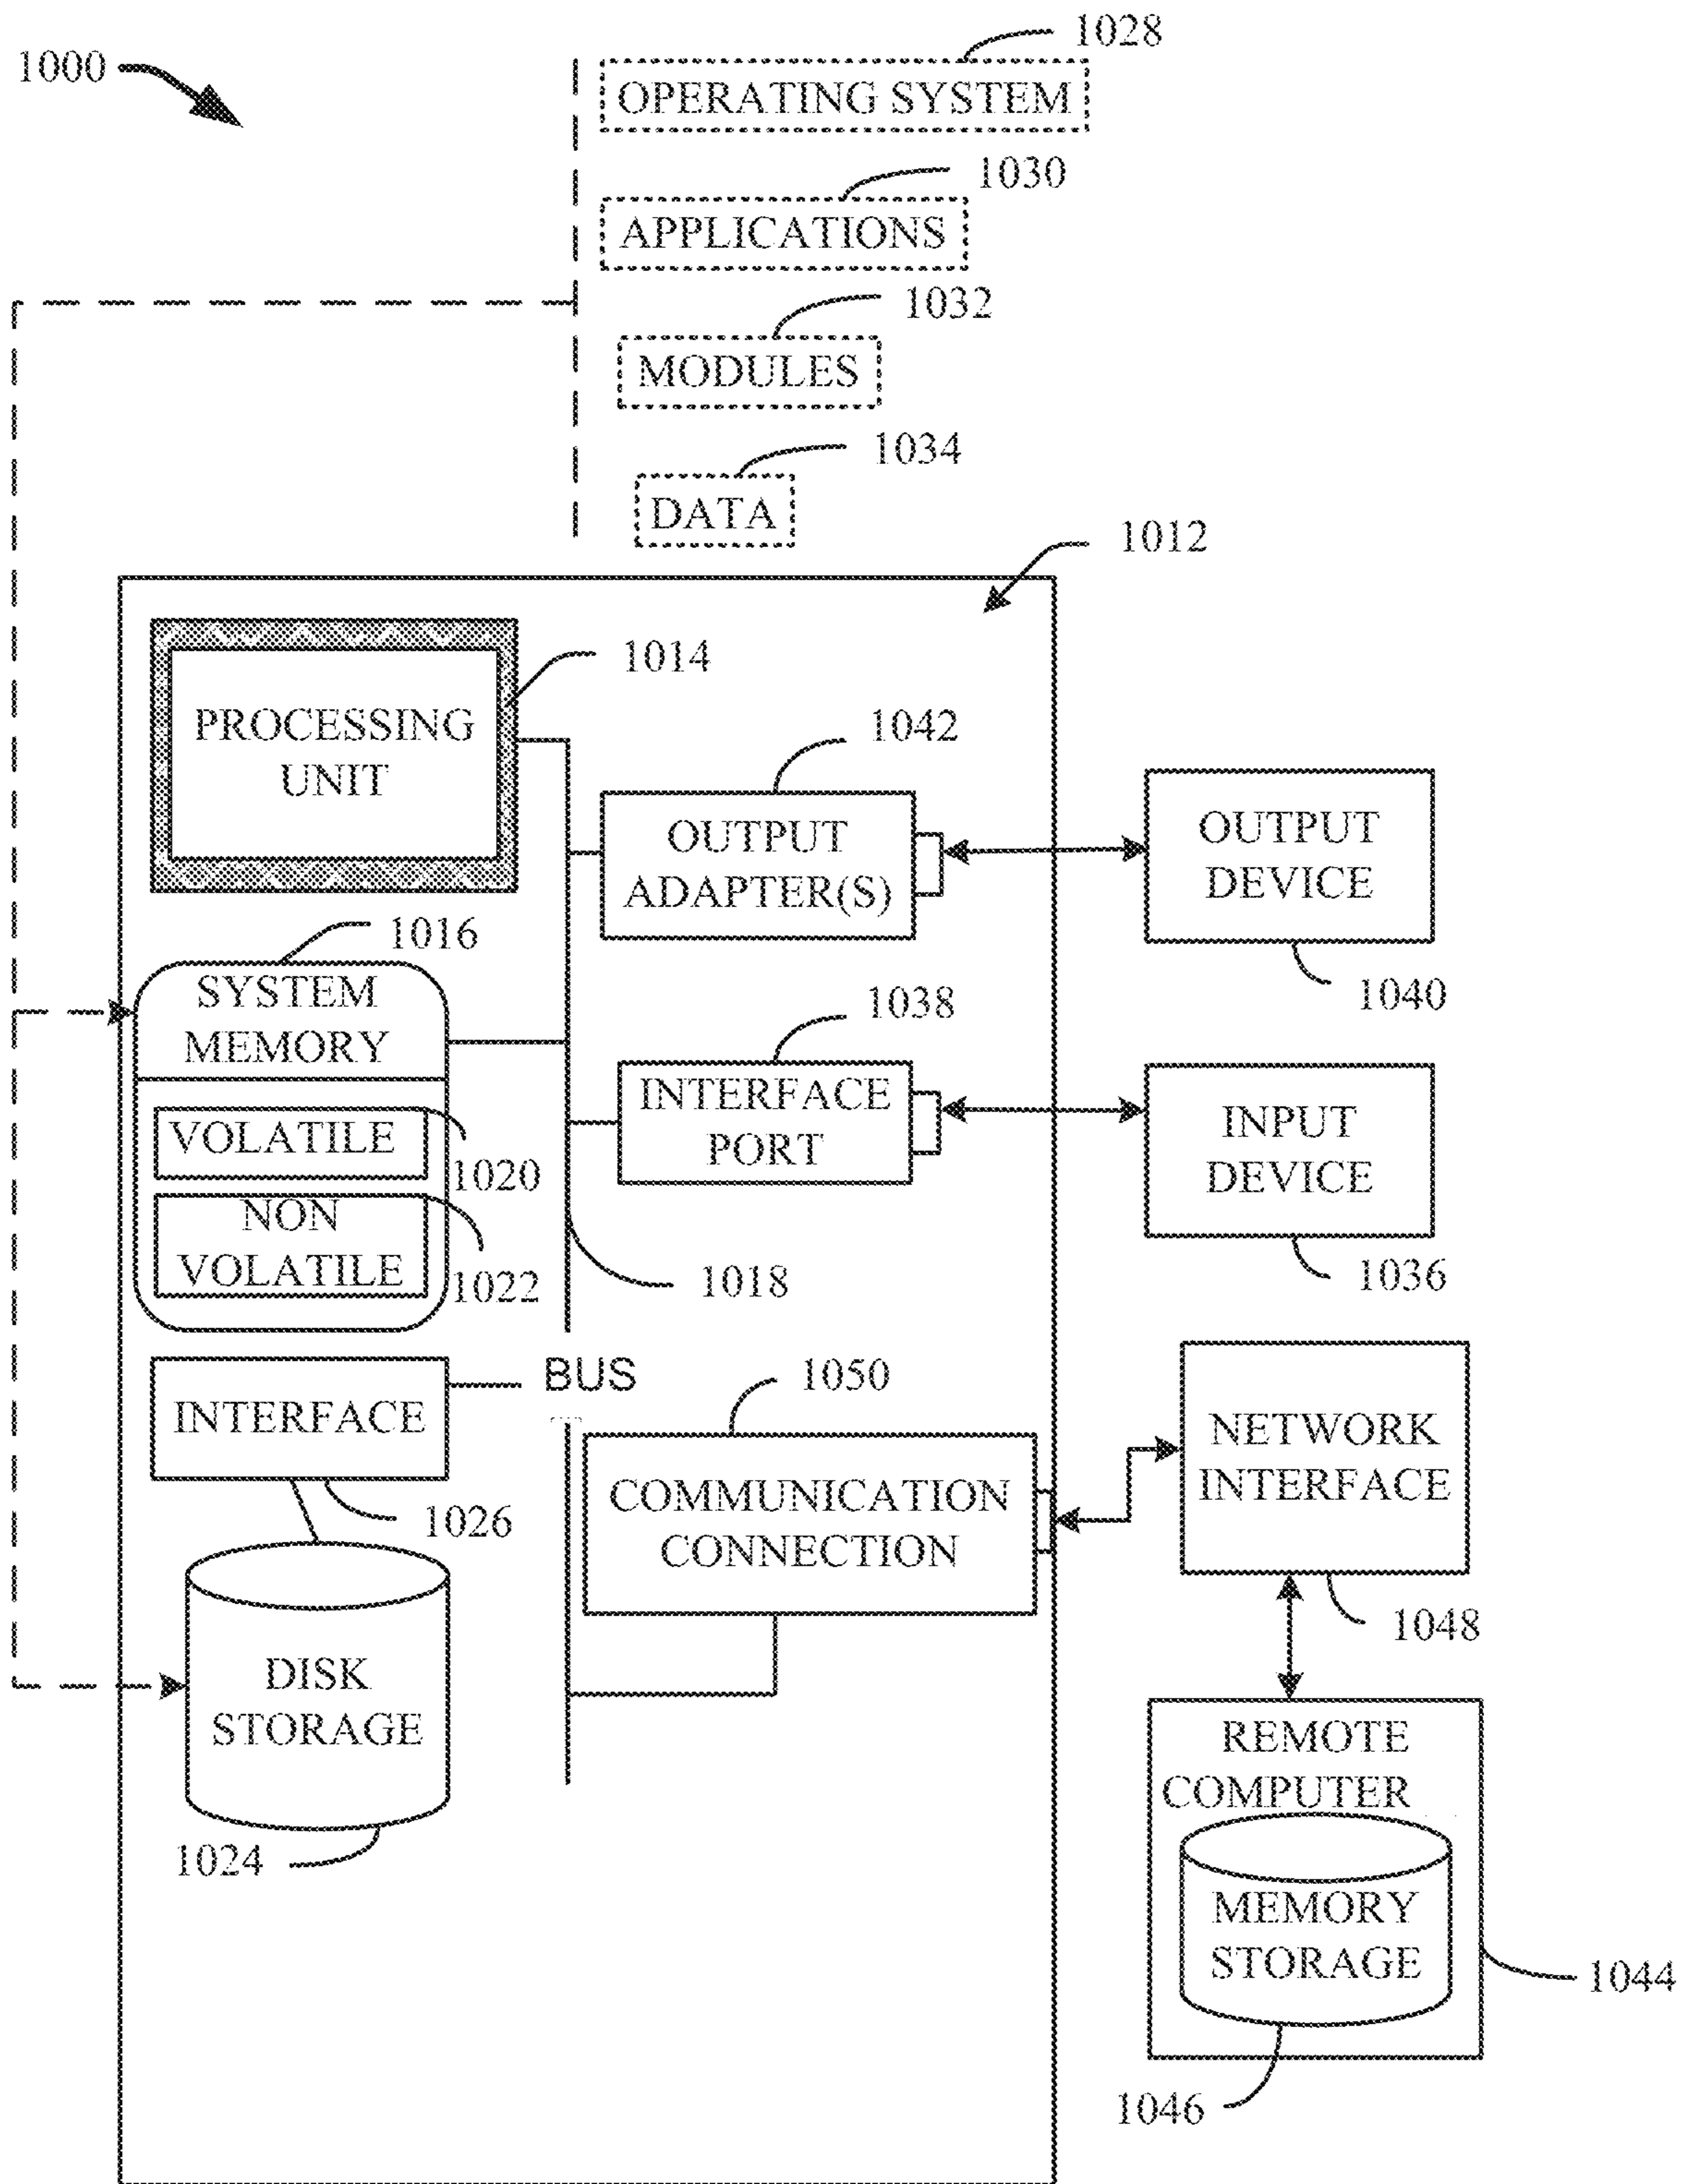 1028
1000
OPERATING SYSTEM
1030
APPLICATIONS
1032
MODULES
1034
DATA
1012
1014
PROCESSING
UNIT
1042
OUTPUT
ADAPTER(S)
OUTPUT
DEVICE
1040
1016
SYSTEM
MEMORY
1038
INTERFACE
PORT
INPUT
DEVICE
1036
VOLATILE
1020
NON
VOLATILE
1022
1018
BUS
INTERFACE
1026
1050
COMMUNICATION
CONNECTION
NETWORK
INTERFACE
1048
DISK
STORAGE
1024
REMOTE
COMPUTER
MEMORY
STORAGE
1044
1046